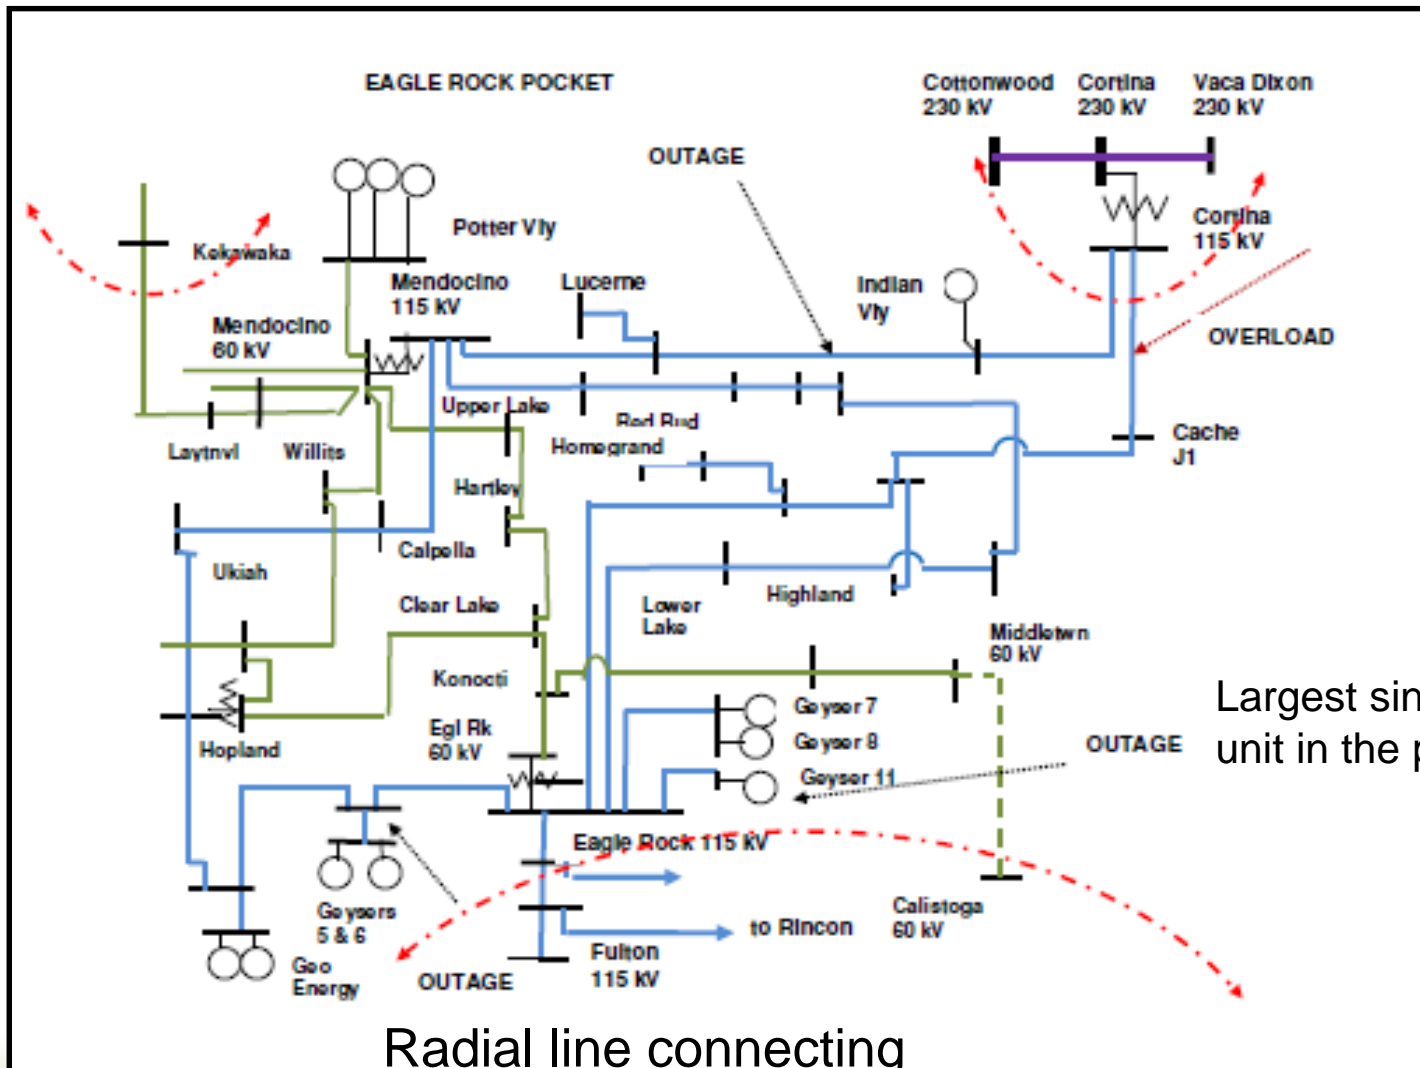 EAGLE ROCK POCKET
Cottonwood
230 kV
Cortina
230 kV
Vaca Dixon
230 kV
OUTAGE
Cortina
115 kV
Kekawaka
Potter Vly
Mendocino
115 kV
Lucerne
Indian
Vly
OVERLOAD
Mendocino
60 kV
Upper Lake
Red Bud
Homegrand
Cache
J1
Laytnvl
Willits
Hartley
Calpella
Ukiah
Clear Lake
Lower
Lake
Highland
Middletwn
60 kV
Konocti
Hopland
Egl Rk
60 kV
Geyser 7
Geyser 8
Geyser 11
OUTAGE
Largest
unit in the
Eagle Rock 115 kV
Geysers
5 & 6
Calistoga
60 kV
to Rincon
Fulton
115 kV
Geo
Energy
OUTAGE
Radial line connecting